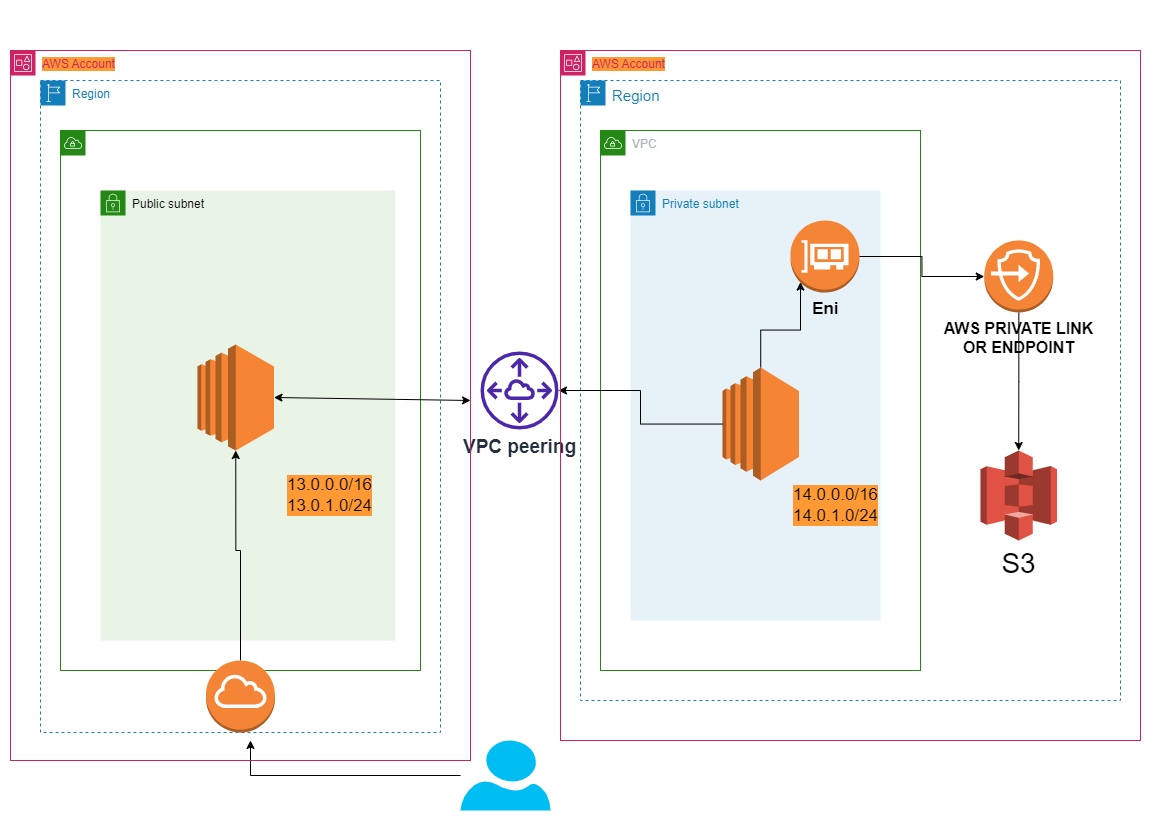 AWS Account
Region
Public subnet
13.0.0.0/16
13.0.1.0/24
VPC peering
AWS Account
Region
VPC
Private subnet
Eni
14.0.0.0/16
14.0.1.0/24
AWS PRIVATE LINK
OR ENDPOINT
S3